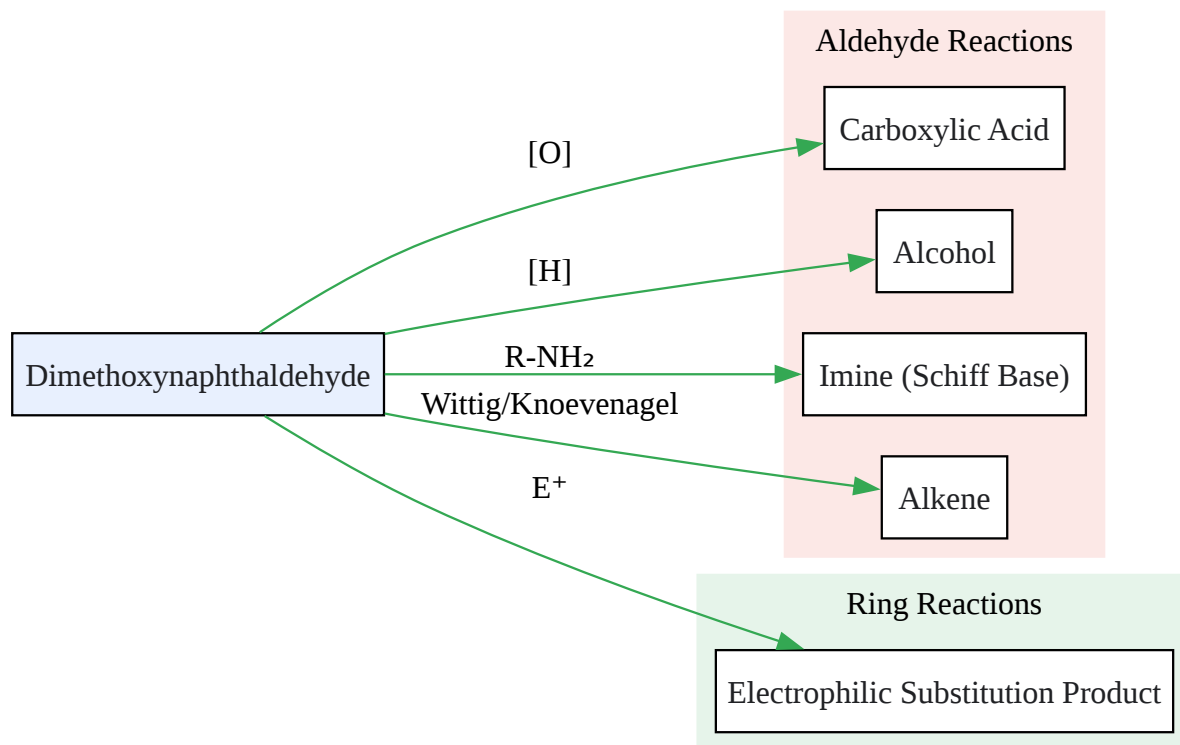 Aldehyde Reactions
Carboxylic Acid
[O]
Alcohol
[H]
R-NH₂
Dimethoxynaphthaldehyde
Imine (Schiff Base)
Wittig/Knoevenagel
E⁺
Alkene
Ring Reactions
Electrophilic Substitution Product